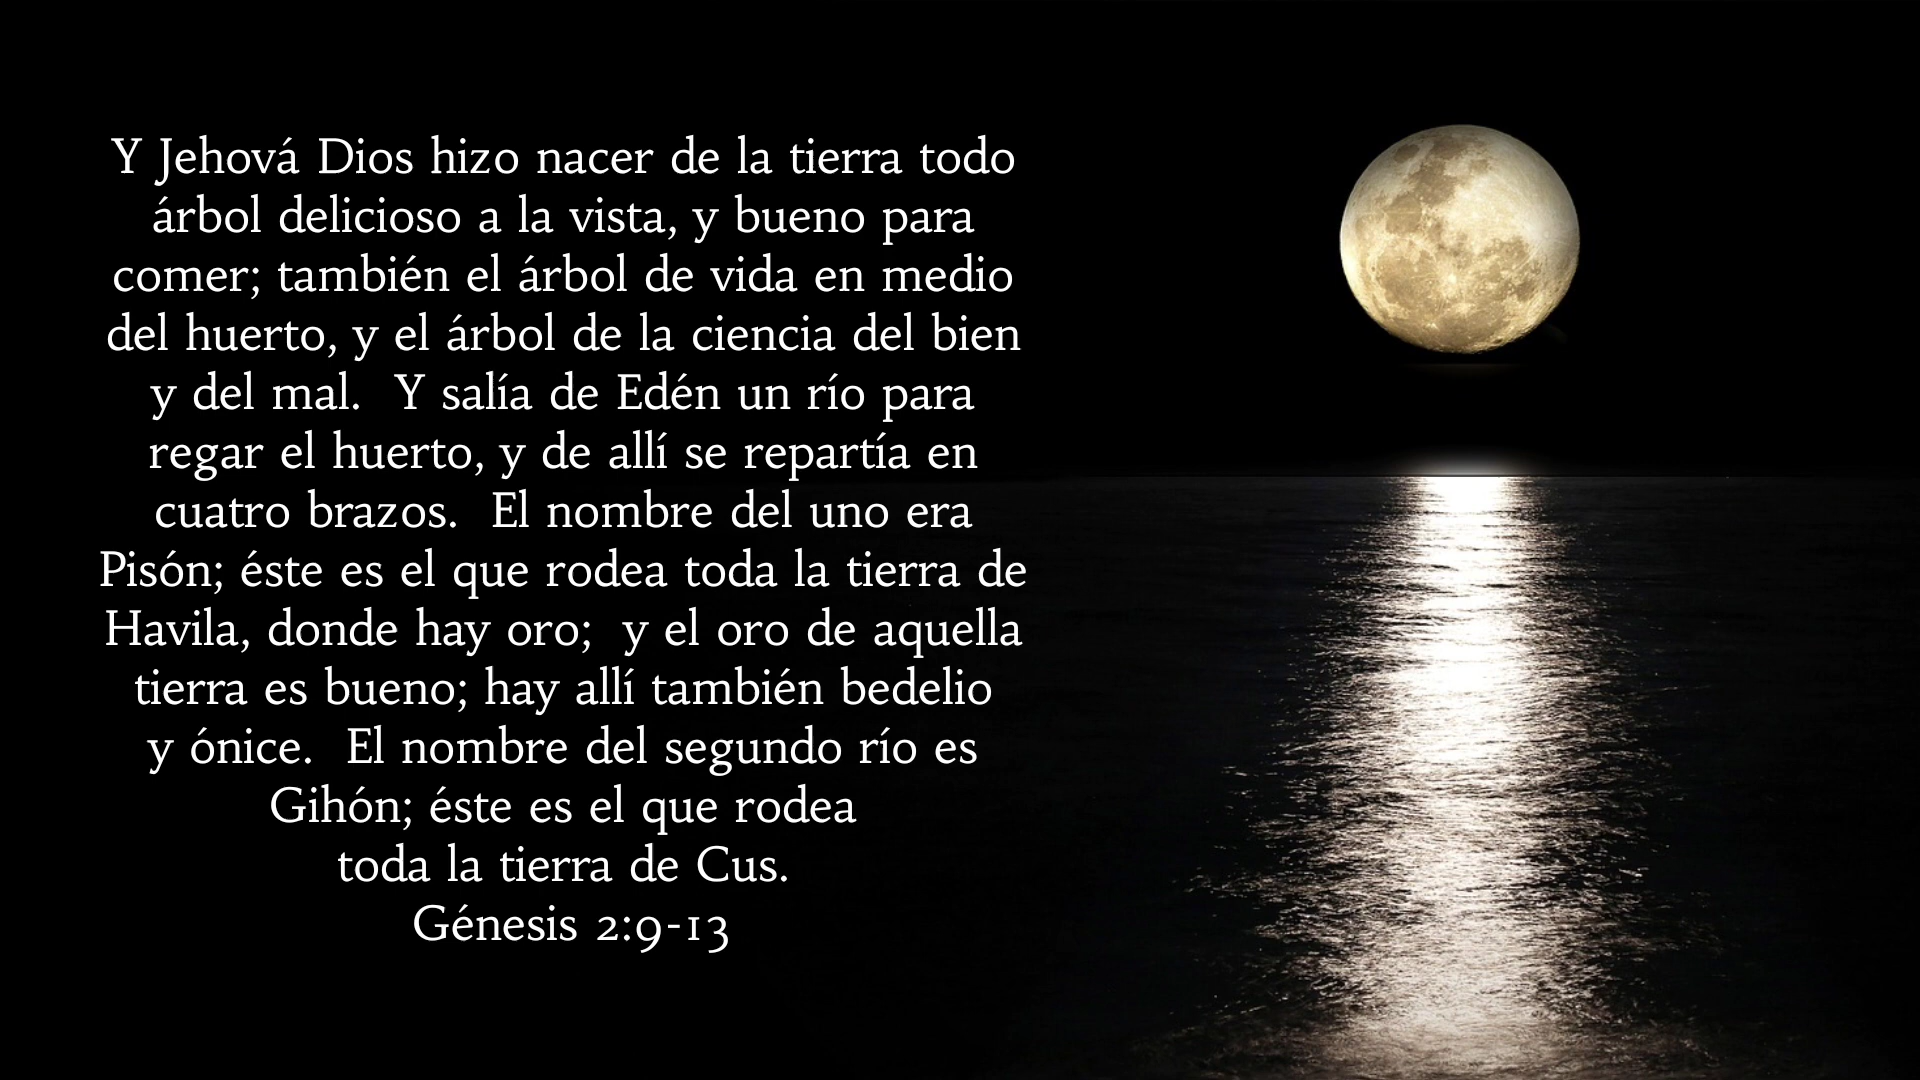 Y Jehová Dios hizo nacer de la tierra todo
árbol delicioso a la vista, y bueno para
comer; también el árbol de vida en medio
del huerto, y el árbol de la ciencia del bien
y del mal.  Y salía de Edén un río para
regar el huerto, y de allí se repartía en
cuatro brazos.  El nombre del uno era
Pisón; éste es el que rodea toda la tierra de
Havila, donde hay oro;  y el oro de aquella
tierra es bueno; hay allí también bedelio
y ónice.  El nombre del segundo río es
Gihón; éste es el que rodea
toda la tierra de Cus.
Génesis 2:9-13